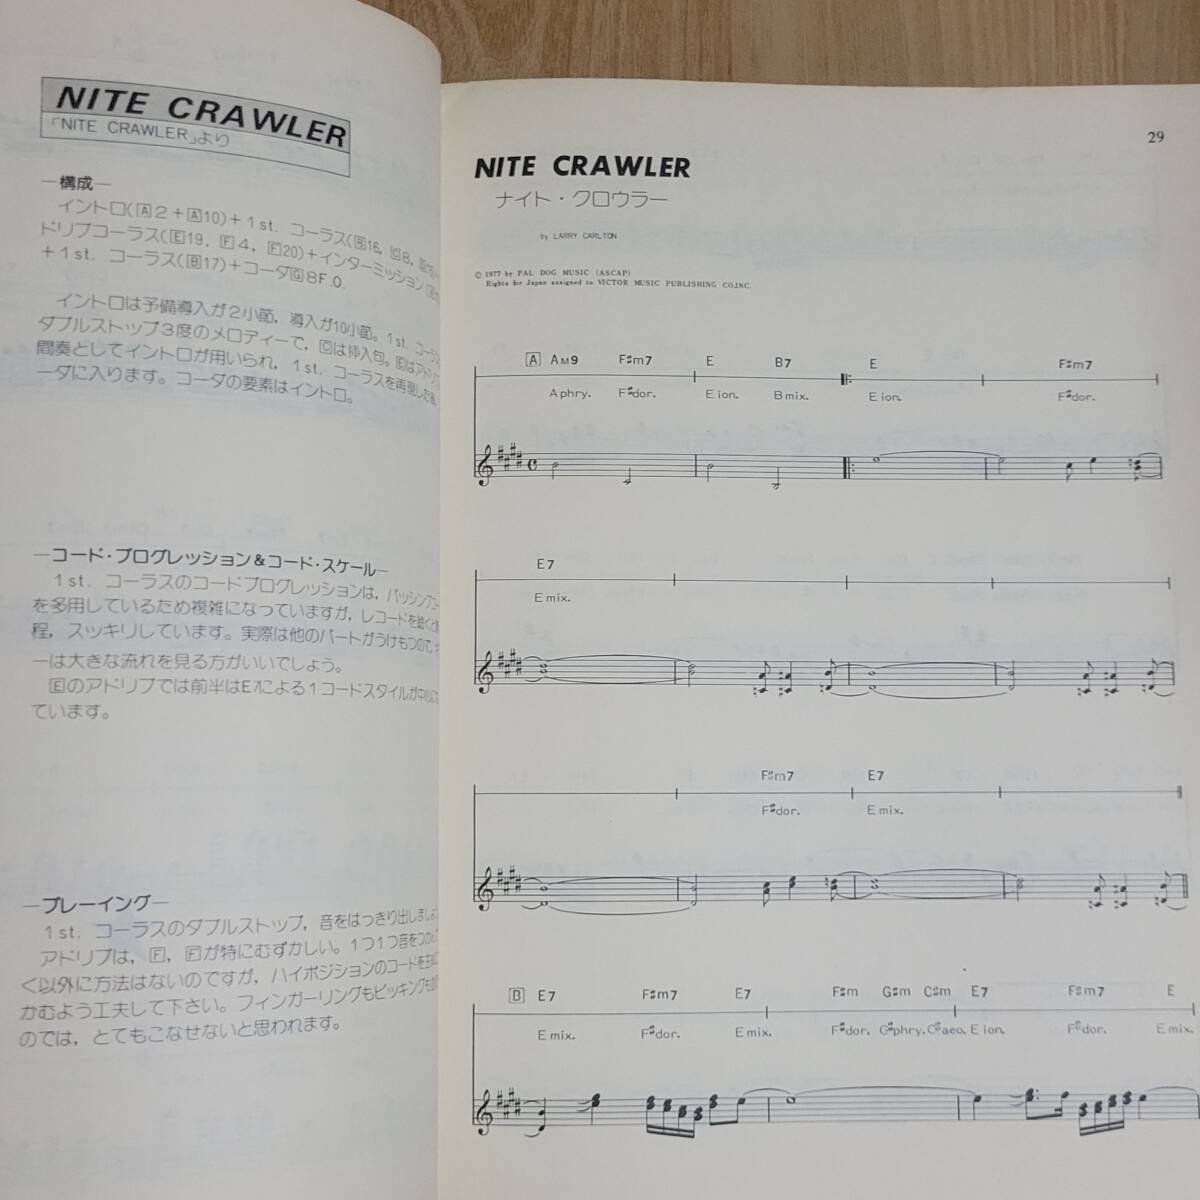 NITE CRAWLER
「NITE CRAWLER」より
―構成―
イントロ(A2+A10)+1st. コーラス(B16, C8,
ドリブコーラス(E19, F4, F20)+インターミッション
+1st. コーラス(B17)+コーダG8F.O.
イントロは予備導入が2小節,導入が10小節。1st. コーラ
ダブルストップ3度のメロディーで,Cは挿入句。Eはアドリブ
間奏としてイントロが用いられ,1st. コーラスを再現した後
ーダに入ります。コーダの要素はイントロ。
―コード・プログレッション&コード・スケール―
1st. コーラスのコードプログレッションは,パッシングコー
を多用しているため複雑になっていますが,レコードを聴くと
程,スッキリしています。実際は他のパートがうけもつので,
ーは大きな流れを見る方がいいでしょう。
EのアドリブでÍは前半はE7による1コードスタイルが中心に
ています。
―プレーイング―
1st. コーラスのダブルストップ,音をはっきり出しましょ
アドリブは,E,Fが特にむずかしい。1つ1つ音をつ
く以外に方法はないのですが,ハイポジションのコードを
かむよう工夫して下さい。フィンガーリングもピッキングも
のでは,とてもこなせないと思われます。
29
NITE CRAWLER
ナイト・クロウラー
by LARRY CARLTON
© 1977 by PAL DOG MUSIC (ASCAP)
Rights for Japan assigned to VICTOR MUSIC PUBLISHING CO.INC.
A AM9 F#m7 E B7 E F#m7
A phry. F#dor. E ion. B mix. E ion. F#dor.
E7
E mix.
F#m7 E7
F#dor. E mix.
B E7 F#m7 E7 F#m G#m C#m E7 F#m7 E
E mix. F#dor. E mix. F#dor. G#phry. C#aeo. E ion. F#dor. E mix.